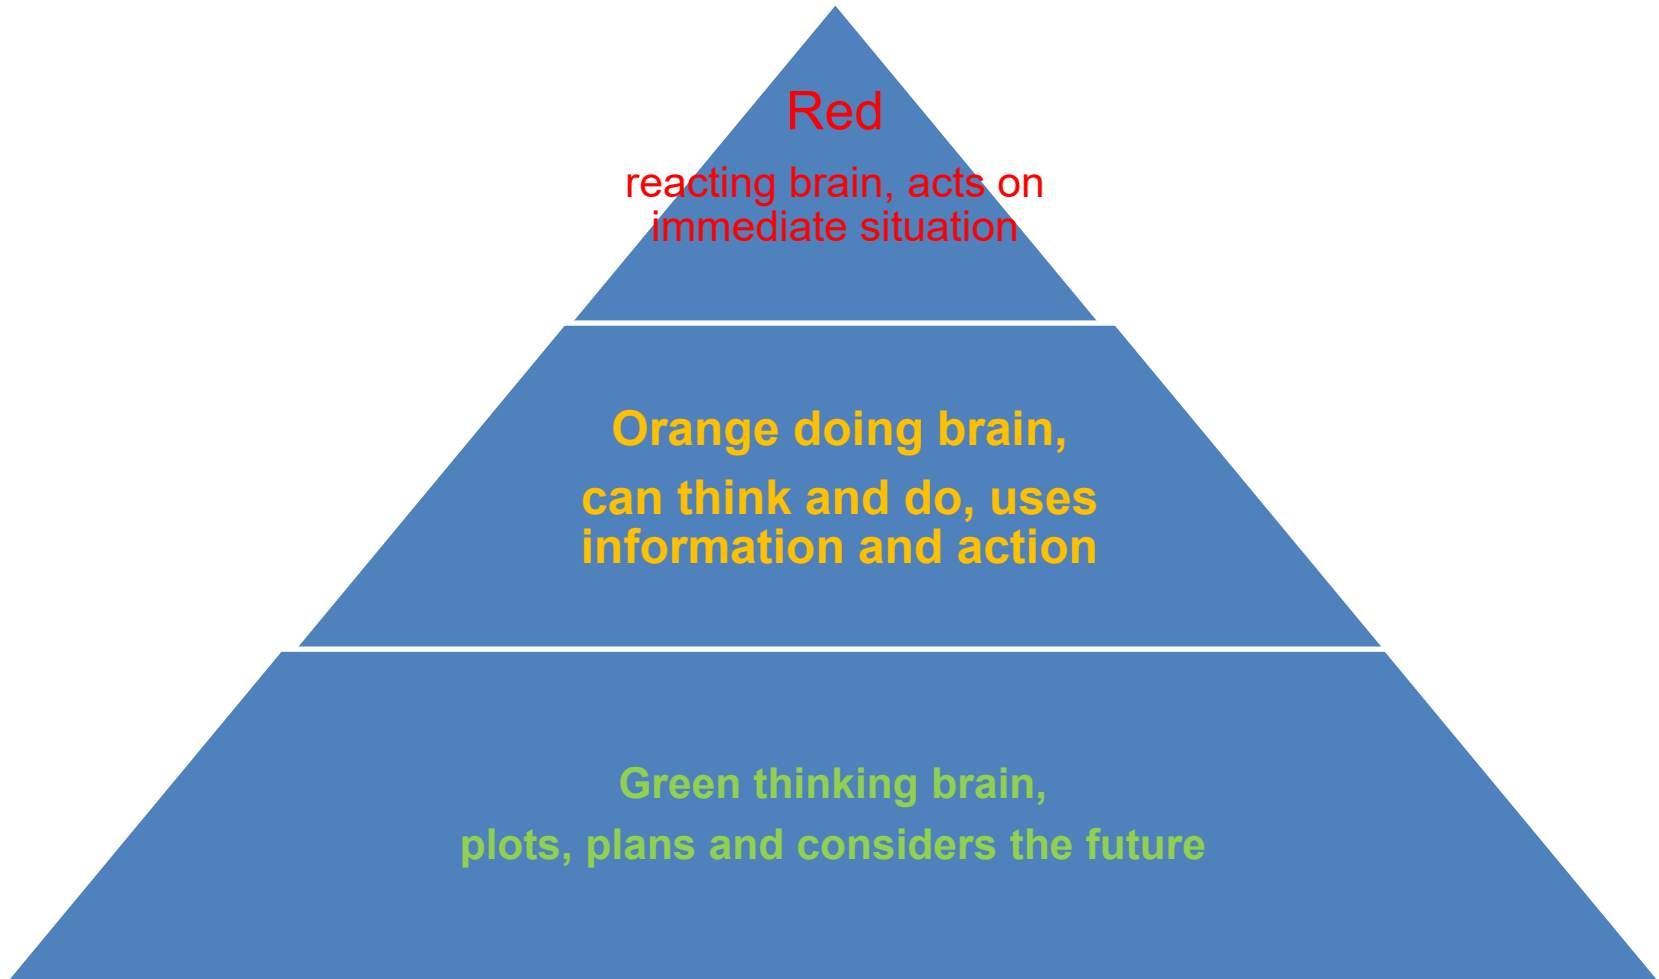 Red
reacting brain, acts on
immediate situation
Orange doing brain,
can think and do, uses
information and action
Green thinking brain,
plots, plans and considers the future